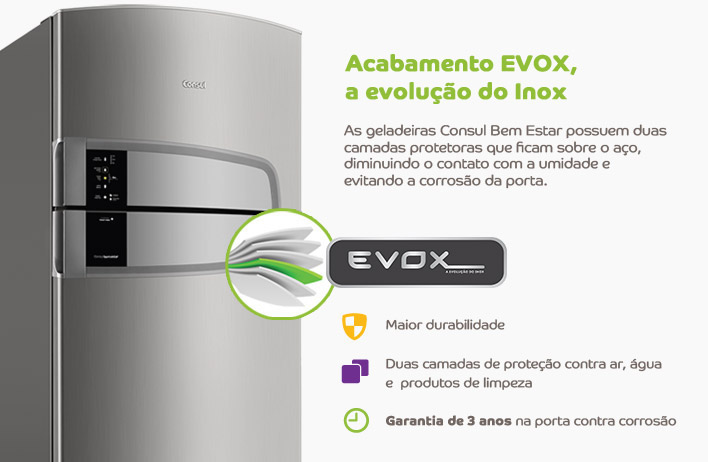 Consul
Acabamento EVOX,
a evolução do Inox
As geladeiras Consul Bem Estar possuem duas
camadas protetoras que ficam sobre o aço,
diminuindo o contato com a umidade e
evitando a corrosão da porta.
EVOX
A EVOLUÇÃO DO INOX
Maior durabilidade
Duas camadas de proteção contra ar, água
e produtos de limpeza
Garantia de 3 anos na porta contra corrosão